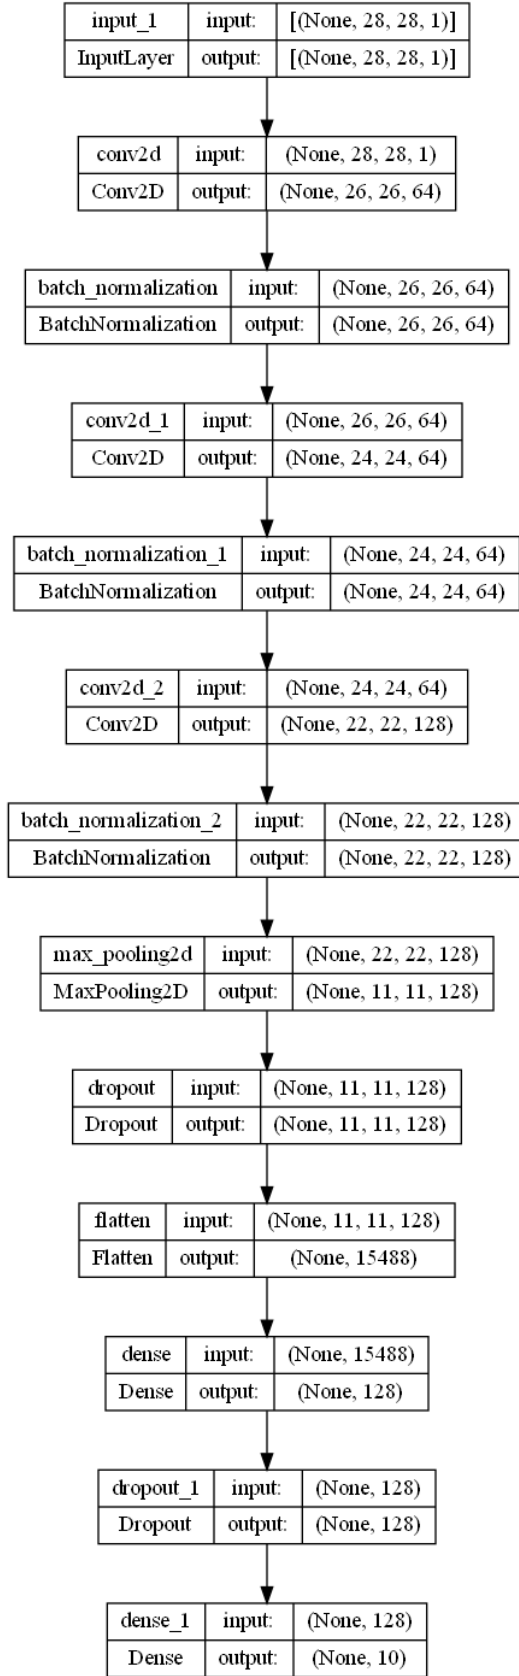 input_1 input: [(None, 28, 28, 1)]
InputLayer output: [(None, 28, 28, 1)]
conv2d input: (None, 28, 28, 1)
Conv2D output: (None, 26, 26, 64)
batch_normalization input: (None, 26, 26, 64)
BatchNormalization output: (None, 26, 26, 64)
conv2d_1 input: (None, 26, 26, 64)
Conv2D output: (None, 24, 24, 64)
batch_normalization_1 input: (None, 24, 24, 64)
BatchNormalization output: (None, 24, 24, 64)
conv2d_2 input: (None, 24, 24, 64)
Conv2D output: (None, 22, 22, 128)
batch_normalization_2 input: (None, 22, 22, 128)
BatchNormalization output: (None, 22, 22, 128)
max_pooling2d input: (None, 22, 22, 128)
MaxPooling2D output: (None, 11, 11, 128)
dropout input: (None, 11, 11, 128)
Dropout output: (None, 11, 11, 128)
flatten input: (None, 11, 11, 128)
Flatten output: (None, 15488)
dense input: (None, 15488)
Dense output: (None, 128)
dropout_1 input: (None, 128)
Dropout output: (None, 128)
dense_1 input: (None, 128)
Dense output: (None, 10)